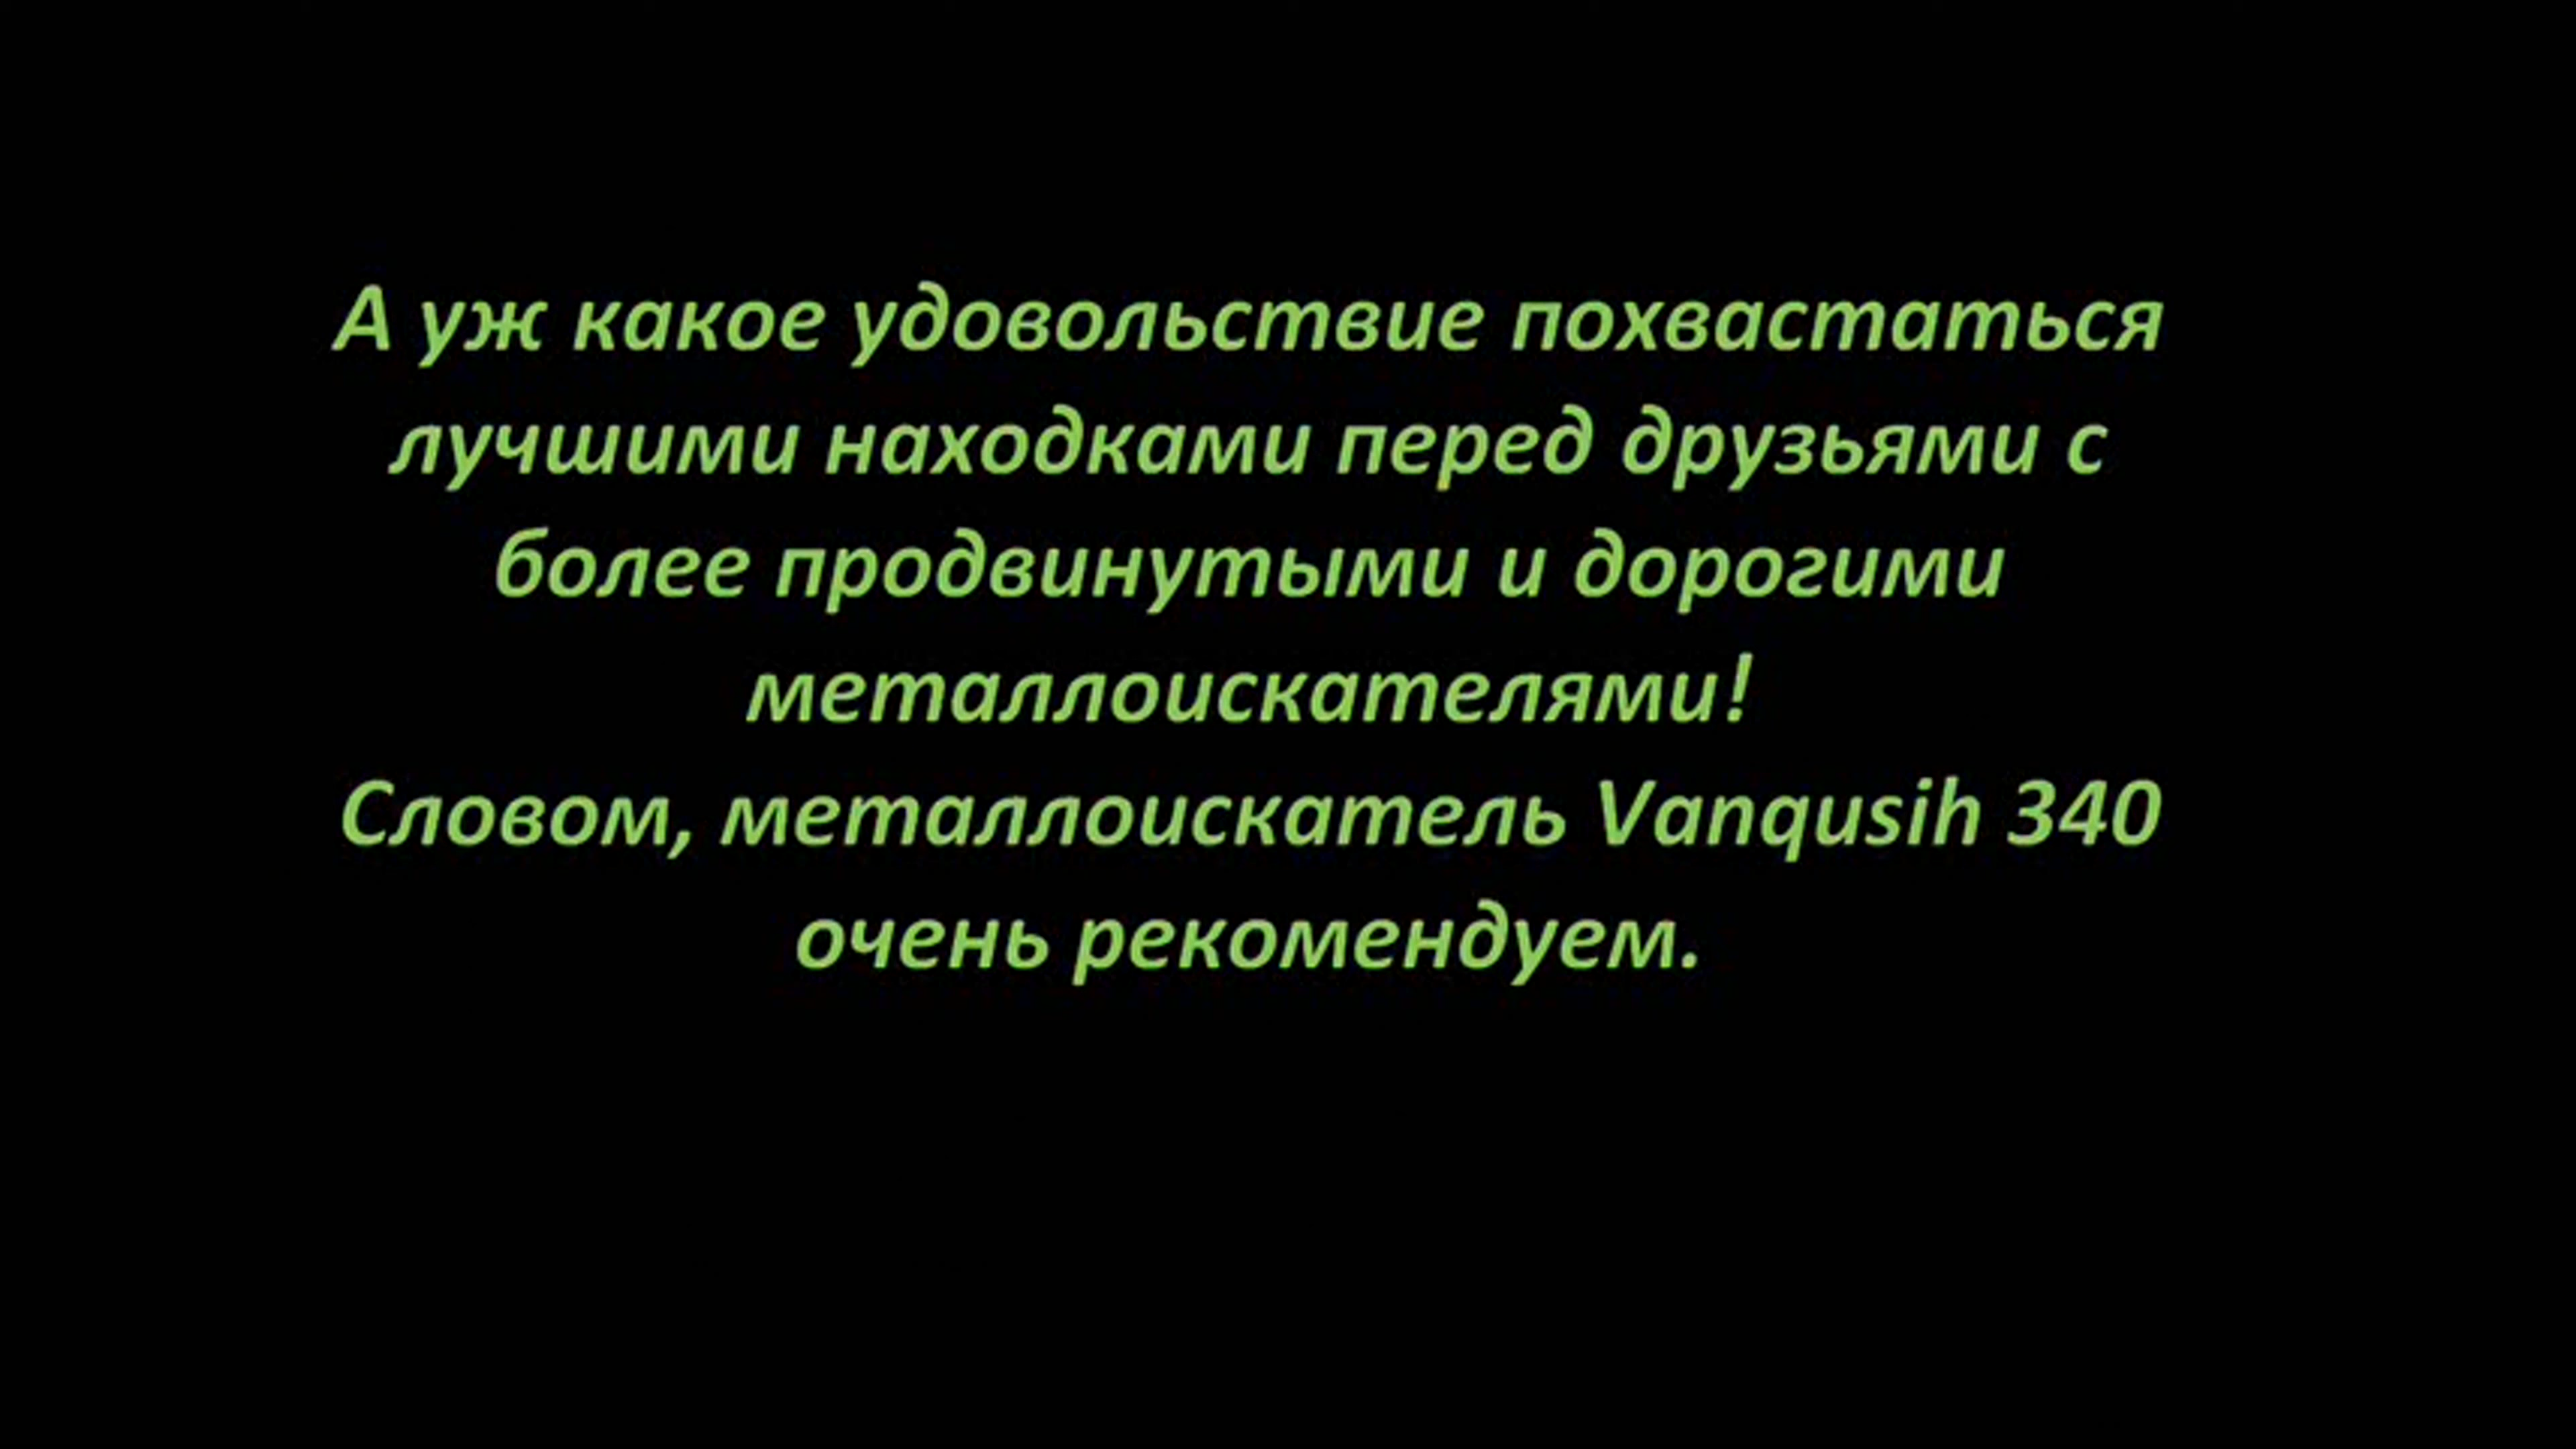 А уж какое удовольствие похвастаться
лучшими находками перед друзьями с
более продвинутыми и дорогими
металлоискателями!
Словом, металлоискатель Vanqusih 340
очень рекомендуем.